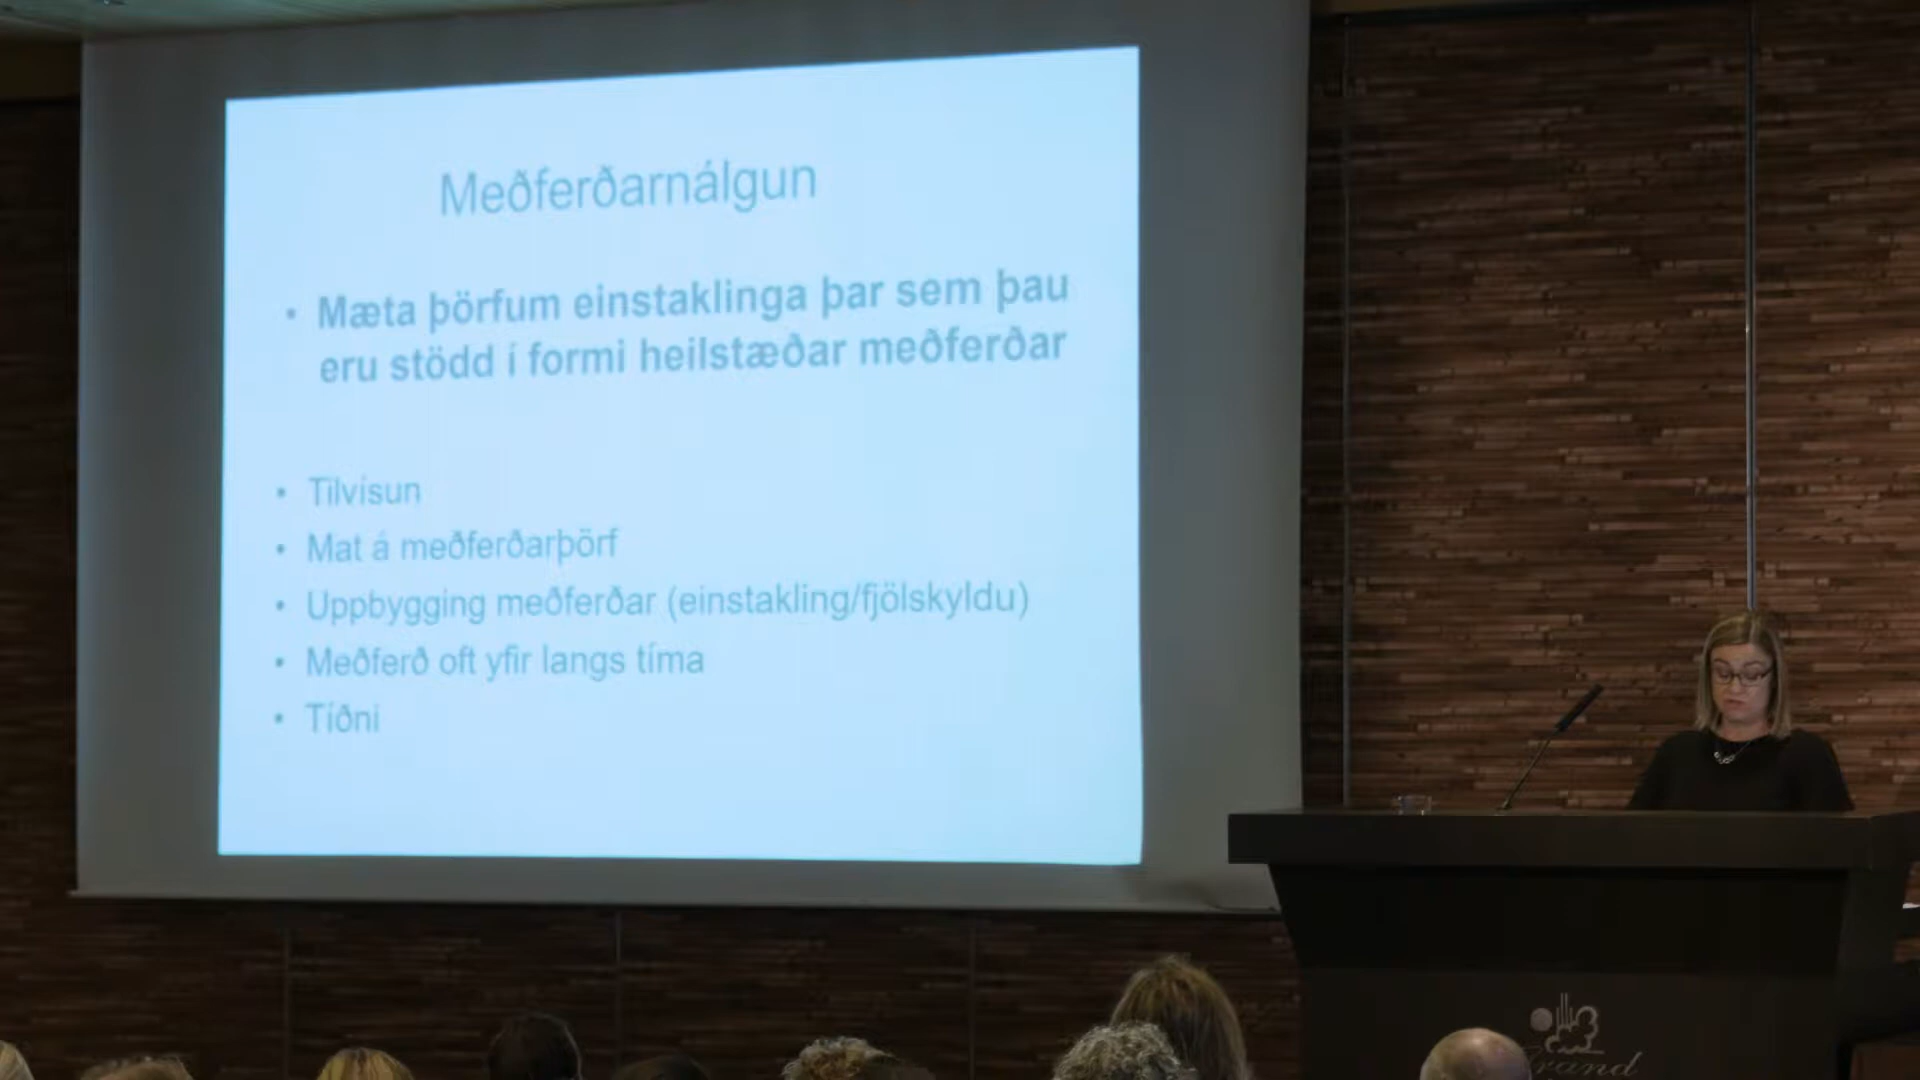 Meðferðarnálgun
• Mæta þörfum einstaklinga þar sem þau
eru stödd í formi heilstæðar meðferðar
• Tilvísun
• Mat á meðferðarþörf
• Uppbygging meðferðar (einstakling/fjölskyldu)
• Meðferð oft yfir langs tíma
• Tíðni
Grand